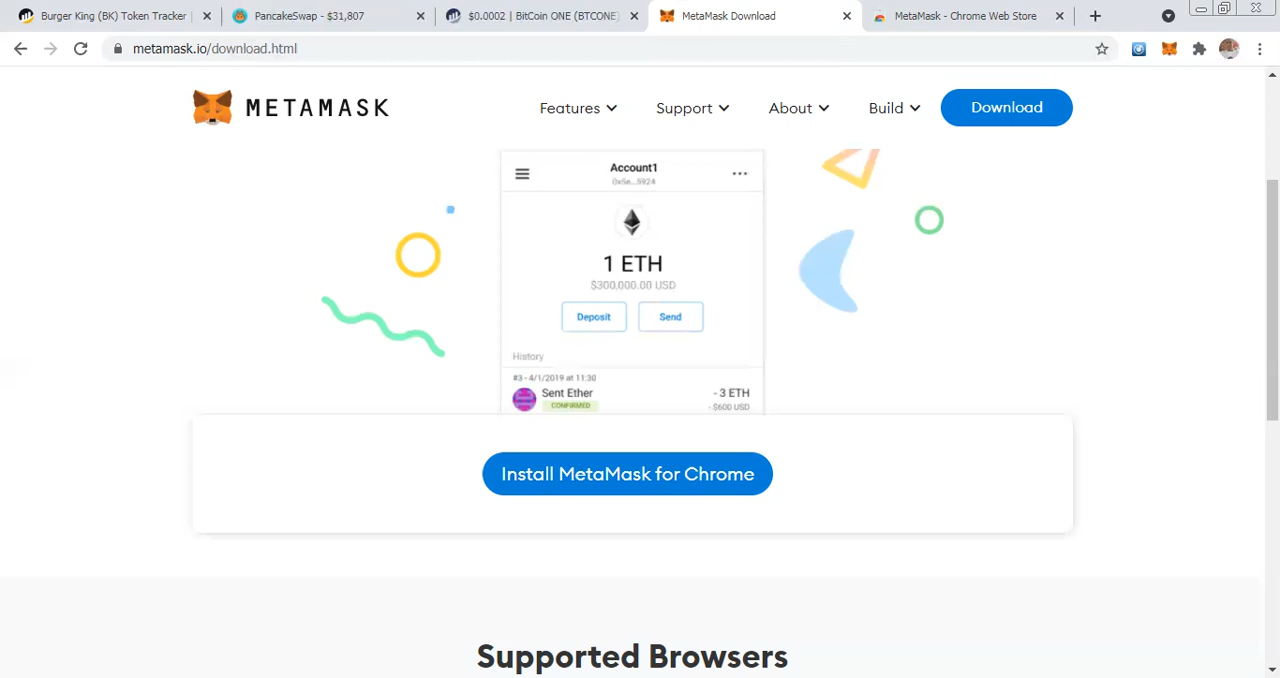 Burger King (BK) Token Tracker
PancakeSwap - $31,807
$0.0002 | BitCoin ONE (BTCONE)
MetaMask Download
MetaMask - Chrome Web Store
metamask.io/download.html
METAMASK
Features
Support
About
Build
Download
Account1
0x5e...5924
1 ETH
$300,000.00 USD
Deposit
Send
History
#3 - 4/1/2019 at 11:30
Sent Ether
- 3 ETH
CONFIRMED
- $600 USD
Install MetaMask for Chrome
Supported Browsers